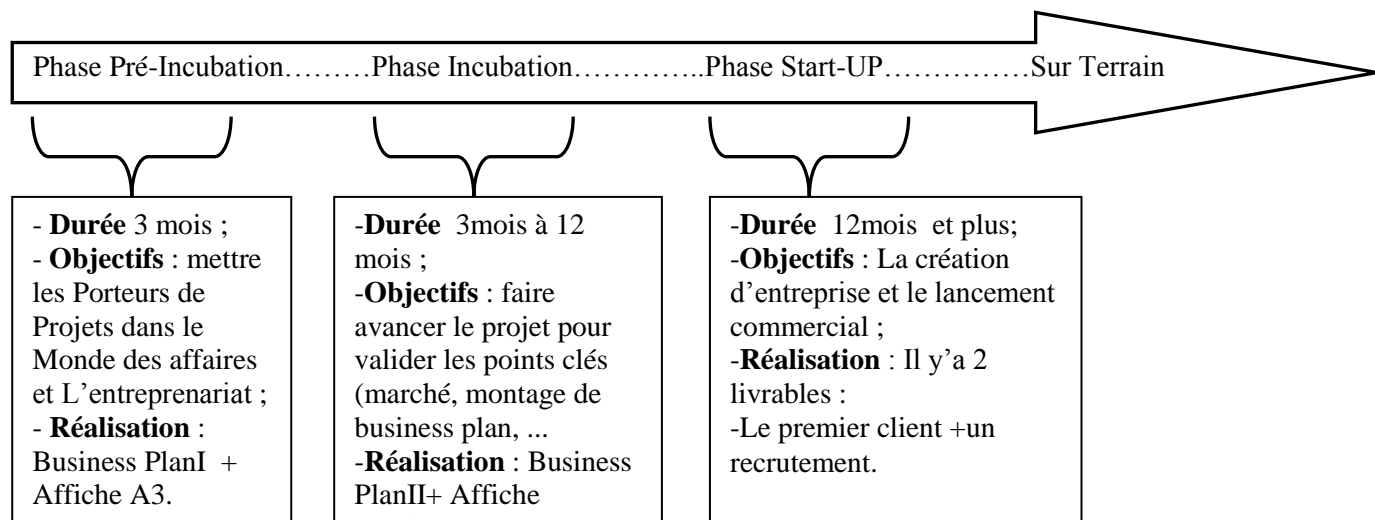 Phase Pré-Incubation………Phase Incubation…………..Phase Start-UP……………Sur Terrain
- Durée 3 mois ;
- Objectifs : mettre
les Porteurs de
Projets dans le
Monde des affaires
et L’entreprenariat ;
- Réalisation :
Business PlanI +
Affiche A3.
-Durée 3mois à 12
mois ;
-Objectifs : faire
avancer le projet pour
valider les points clés
(marché, montage de
business plan, ...
-Réalisation : Business
PlanII+ Affiche
-Durée 12mois et plus;
-Objectifs : La création
d’entreprise et le lancement
commercial ;
-Réalisation : Il y’a 2
livrables :
-Le premier client +un
recrutement.